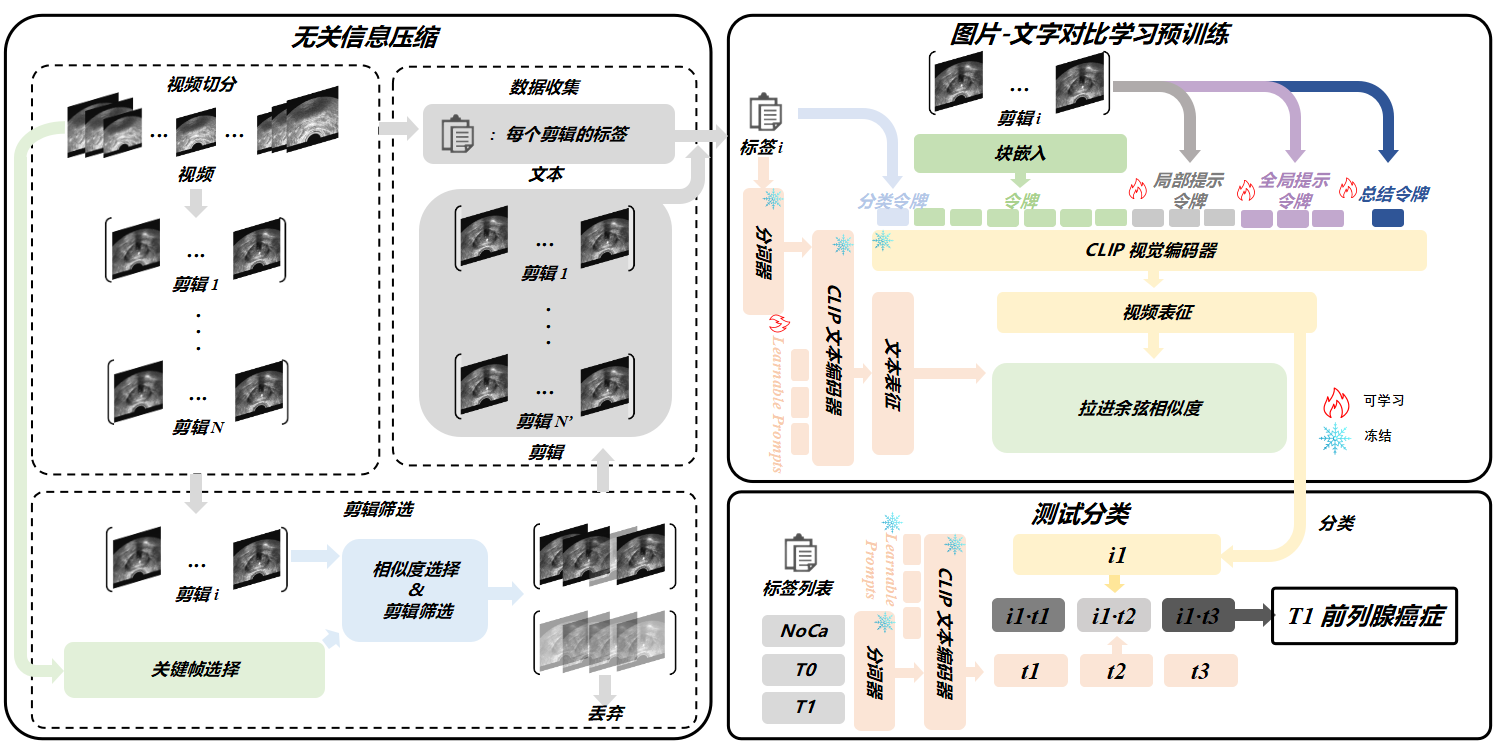 无关信息压缩
视频切分
... ...
视频
...
剪辑 1
...
剪辑 N
数据收集
：每个剪辑的标签
文本
...
剪辑 1
...
剪辑 N’
剪辑
剪辑筛选
...
剪辑 i
相似度选择
&
剪辑筛选
关键帧选择
丢弃
图片-文字对比学习预训练
...
剪辑 i
标签 i
块嵌入
分类令牌
令牌
局部提示
令牌
全局提示
令牌
总结令牌
分词器
CLIP 视觉编码器
CLIP 文本编码器
Learnable Prompts
文本表征
视频表征
拉进余弦相似度
可学习
冻结
测试分类
分类
标签列表
NoCa
T0
T1
Learnable
Prompts
分词器
CLIP 文本编码器
i1
i1·t1
i1·t2
i1·t3
T1 前列腺癌症
t1
t2
t3